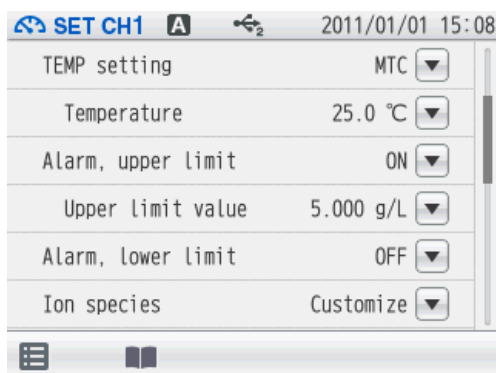 SET CH1 A 2 2011/01/01 15:08
TEMP setting MTC
Temperature 25.0 ℃
Alarm, upper limit ON
Upper limit value 5.000 g/L
Alarm, lower limit OFF
Ion species Customize